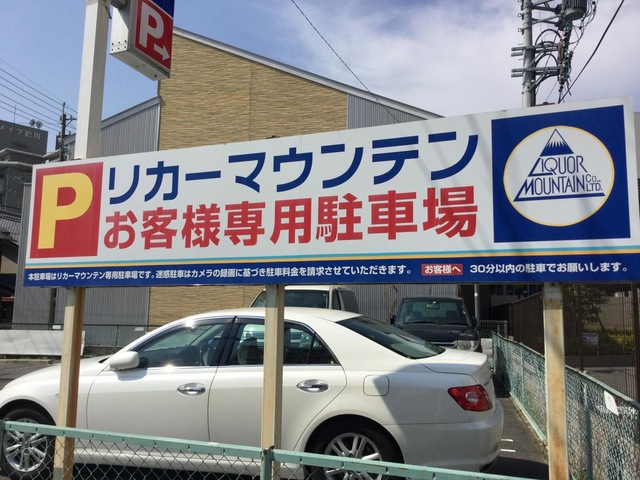 P
P
リカーマウンテン
お客様専用駐車場
LIQUOR
MOUNTAIN CO., LTD.
本駐車場はリカーマウンテン専用駐車場です。迷惑駐車はカメラの録画に基づき駐車料金を請求させていただきます。 お客様へ 30分以内の駐車でお願いします。